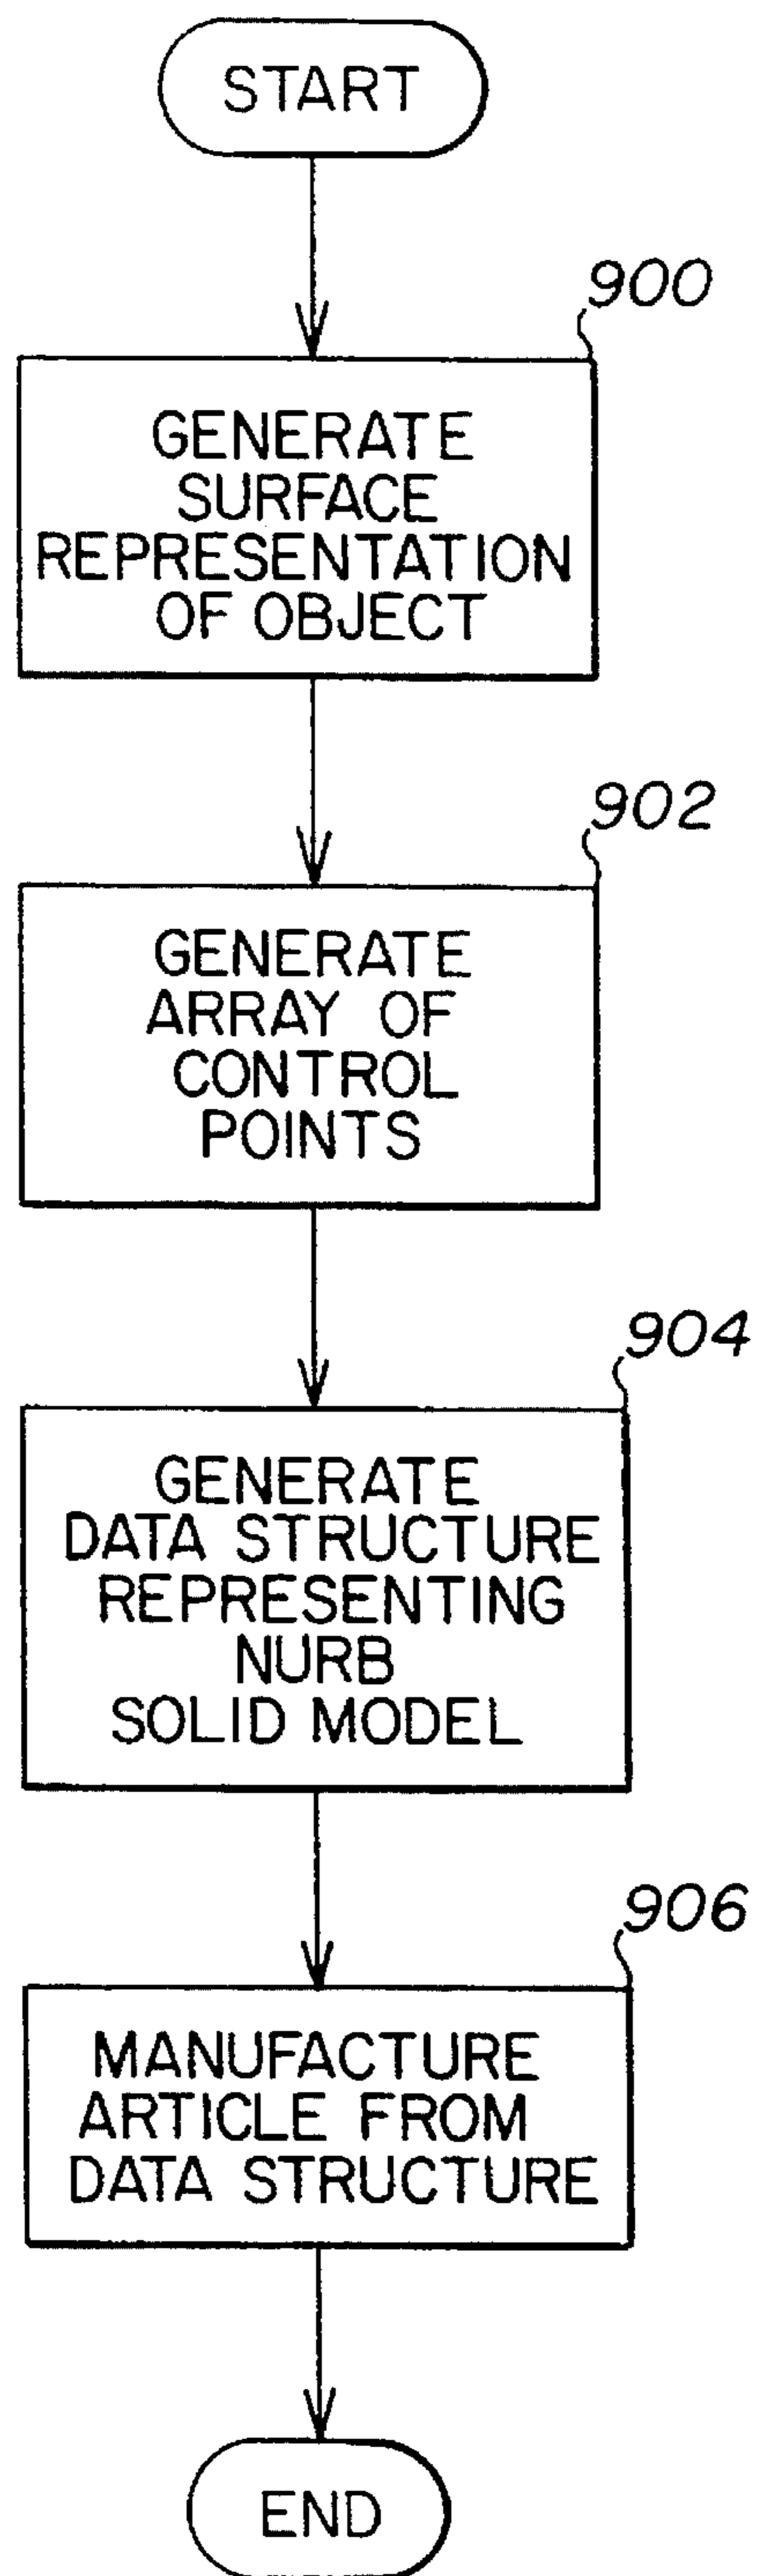 START
900
GENERATE
SURFACE
REPRESENTATION
OF OBJECT
902
GENERATE
ARRAY OF
CONTROL
POINTS
904
GENERATE
DATA STRUCTURE
REPRESENTING
NURB
SOLID MODEL
906
MANUFACTURE
ARTICLE FROM
DATA STRUCTURE
END